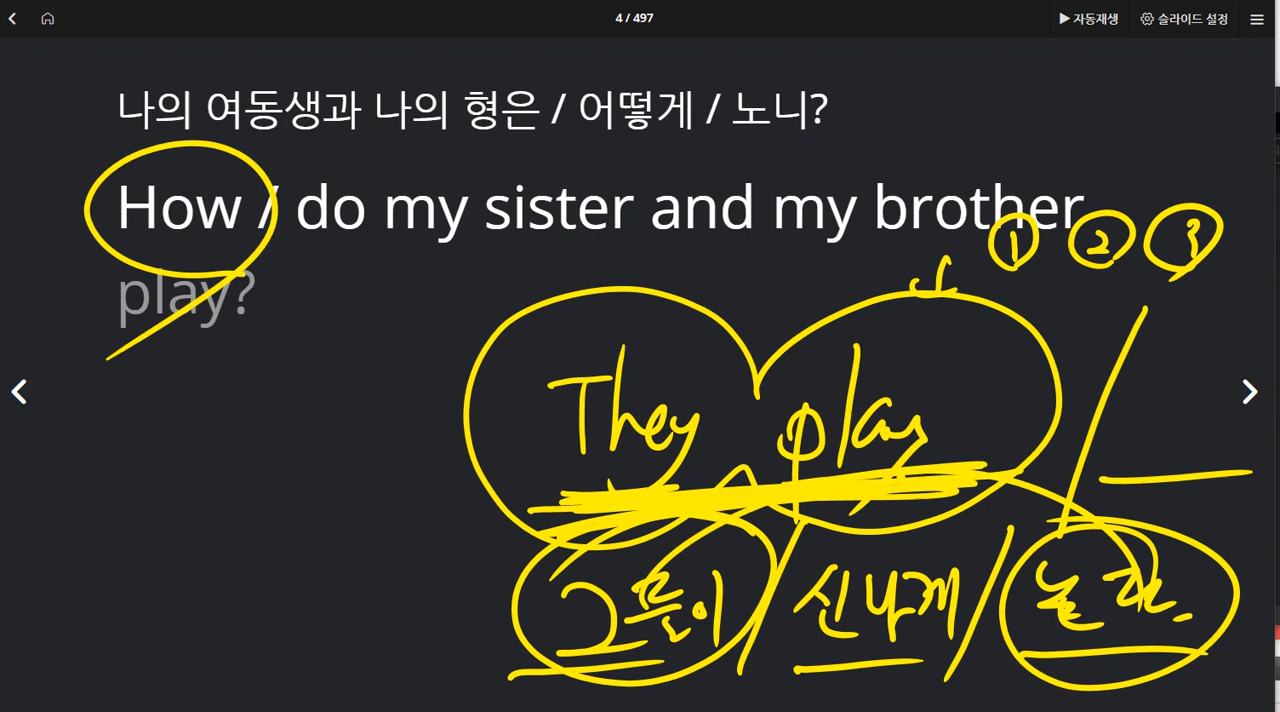 4 / 497
자동재생
슬라이드 설정
나의 여동생과 나의 형은 / 어떻게 / 노니?
How / do my sister and my brother
play?
1 2 3
They play
그들이 / 신나게 /